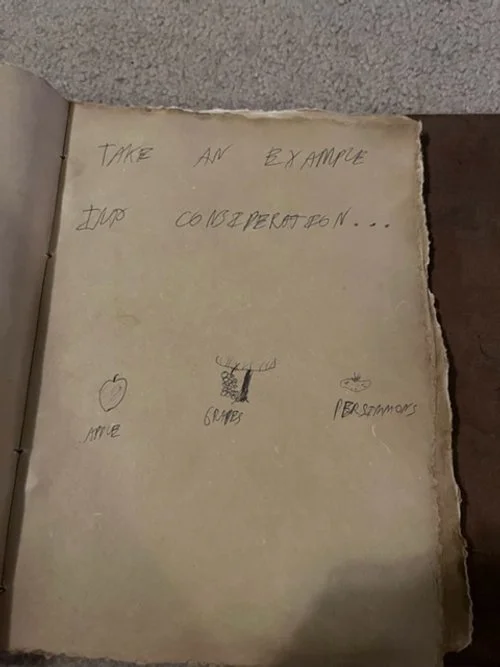 TAKE AN EXAMPLE
INTO CONSIDERATION...
APPLE
GRAPES
PERSIMMONS